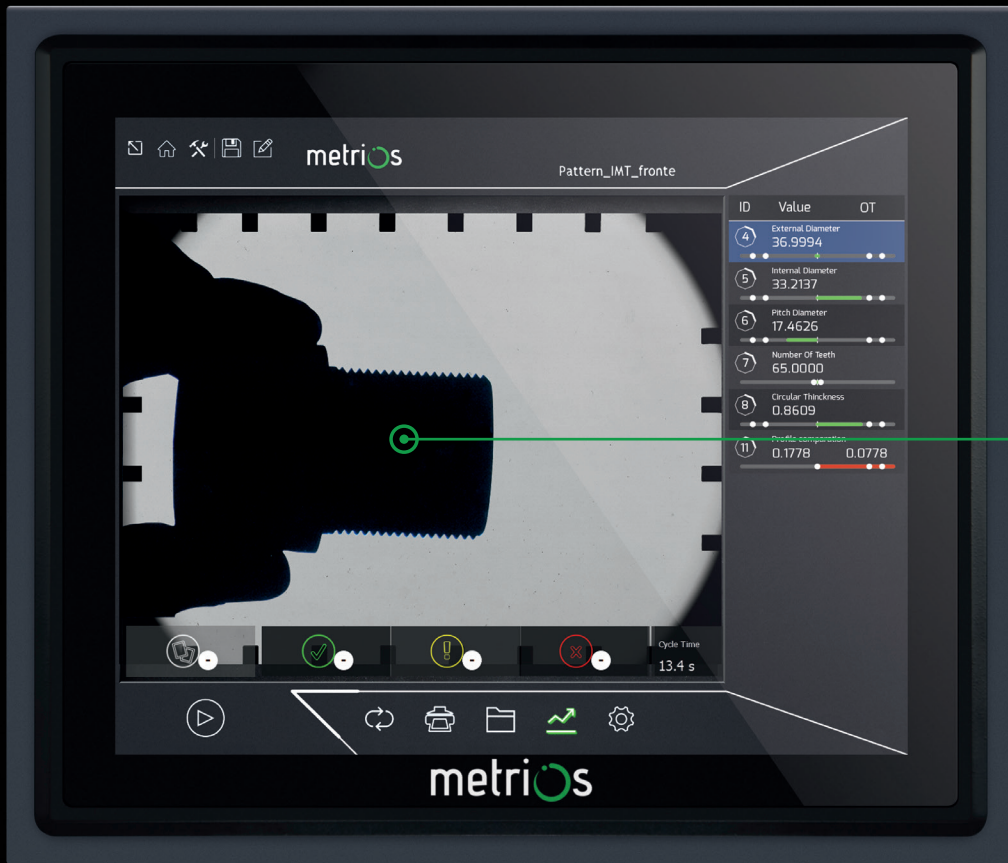 metrios
Pattern_IMT_fronte
ID Value OT
4 External Diameter
36.9994
5 Internal Diameter
33.2137
6 Pitch Diameter
17.4626
7 Number Of Teeth
65.0000
8 Circular Thinckness
0.8609
11 Profile comparation
0.1778 0.0778
Cycle Time
13.4 s
metrios